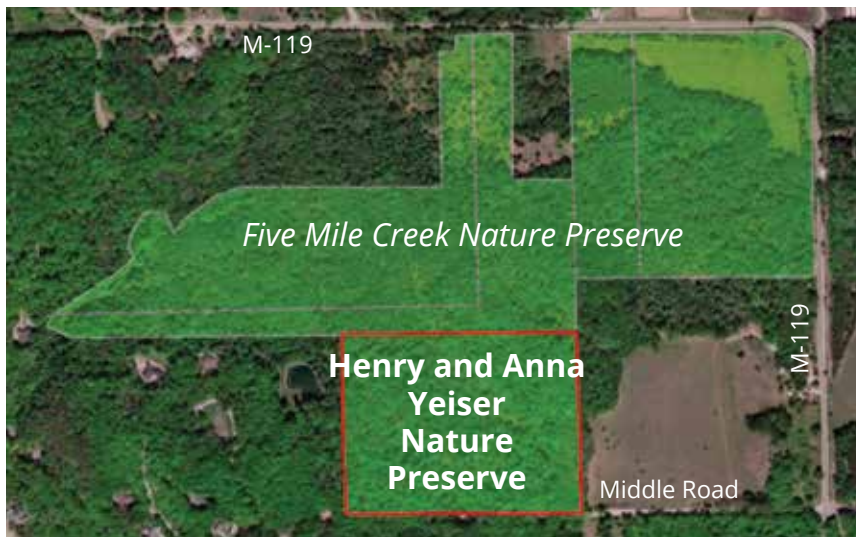 M-119
Five Mile Creek Nature Preserve
M-119
Henry and Anna
Yeiser
Nature
Preserve
Middle Road